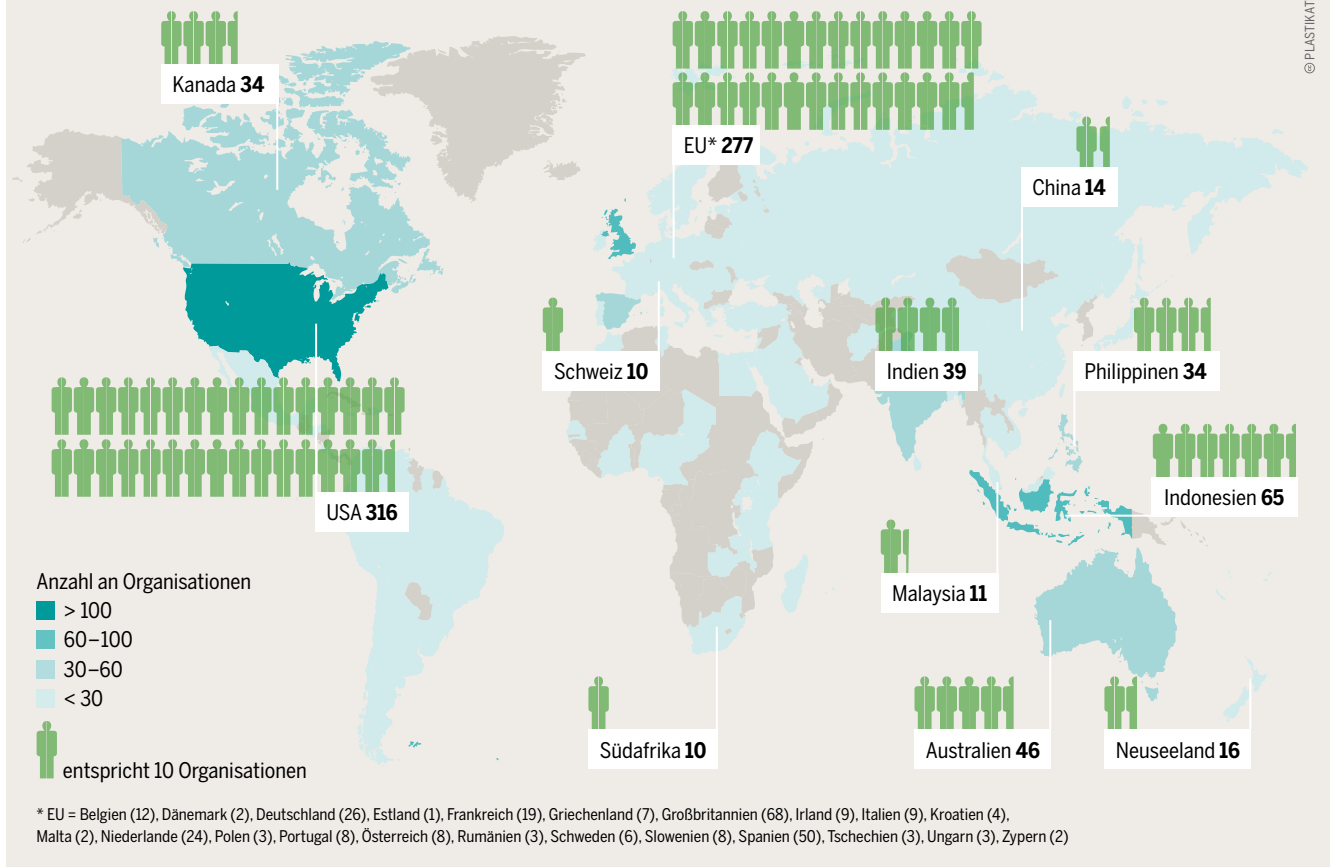 © PLASTIKAT
Kanada 34
EU* 277
China 14
Schweiz 10
Indien 39
Philippinen 34
Indonesien 65
USA 316
Malaysia 11
Anzahl an Organisationen
> 100
60–100
30–60
< 30
entspricht 10 Organisationen
Südafrika 10
Australien 46
Neuseeland 16
* EU = Belgien (12), Dänemark (2), Deutschland (26), Estland (1), Frankreich (19), Griechenland (7), Großbritannien (68), Irland (9), Italien (9), Kroatien (4),
Malta (2), Niederlande (24), Polen (3), Portugal (8), Österreich (8), Rumänien (3), Schweden (6), Slowenien (8), Spanien (50), Tschechien (3), Ungarn (3), Zypern (2)